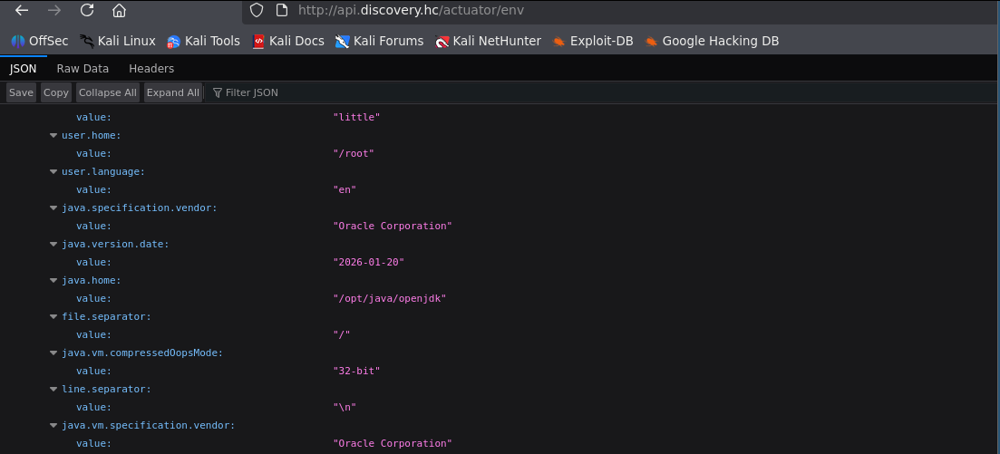 http://api.discovery.hc/actuator/env
OffSec Kali Linux Kali Tools Kali Docs Kali Forums Kali NetHunter Exploit-DB Google Hacking DB
JSON Raw Data Headers
Save Copy Collapse All Expand All Filter JSON
value: "little"
user.home:
value: "/root"
user.language:
value: "en"
java.specification.vendor:
value: "Oracle Corporation"
java.version.date:
value: "2026-01-20"
java.home:
value: "/opt/java/openjdk"
file.separator:
value: "/"
java.vm.compressedOopsMode:
value: "32-bit"
line.separator:
value: "\n"
java.vm.specification.vendor:
value: "Oracle Corporation"